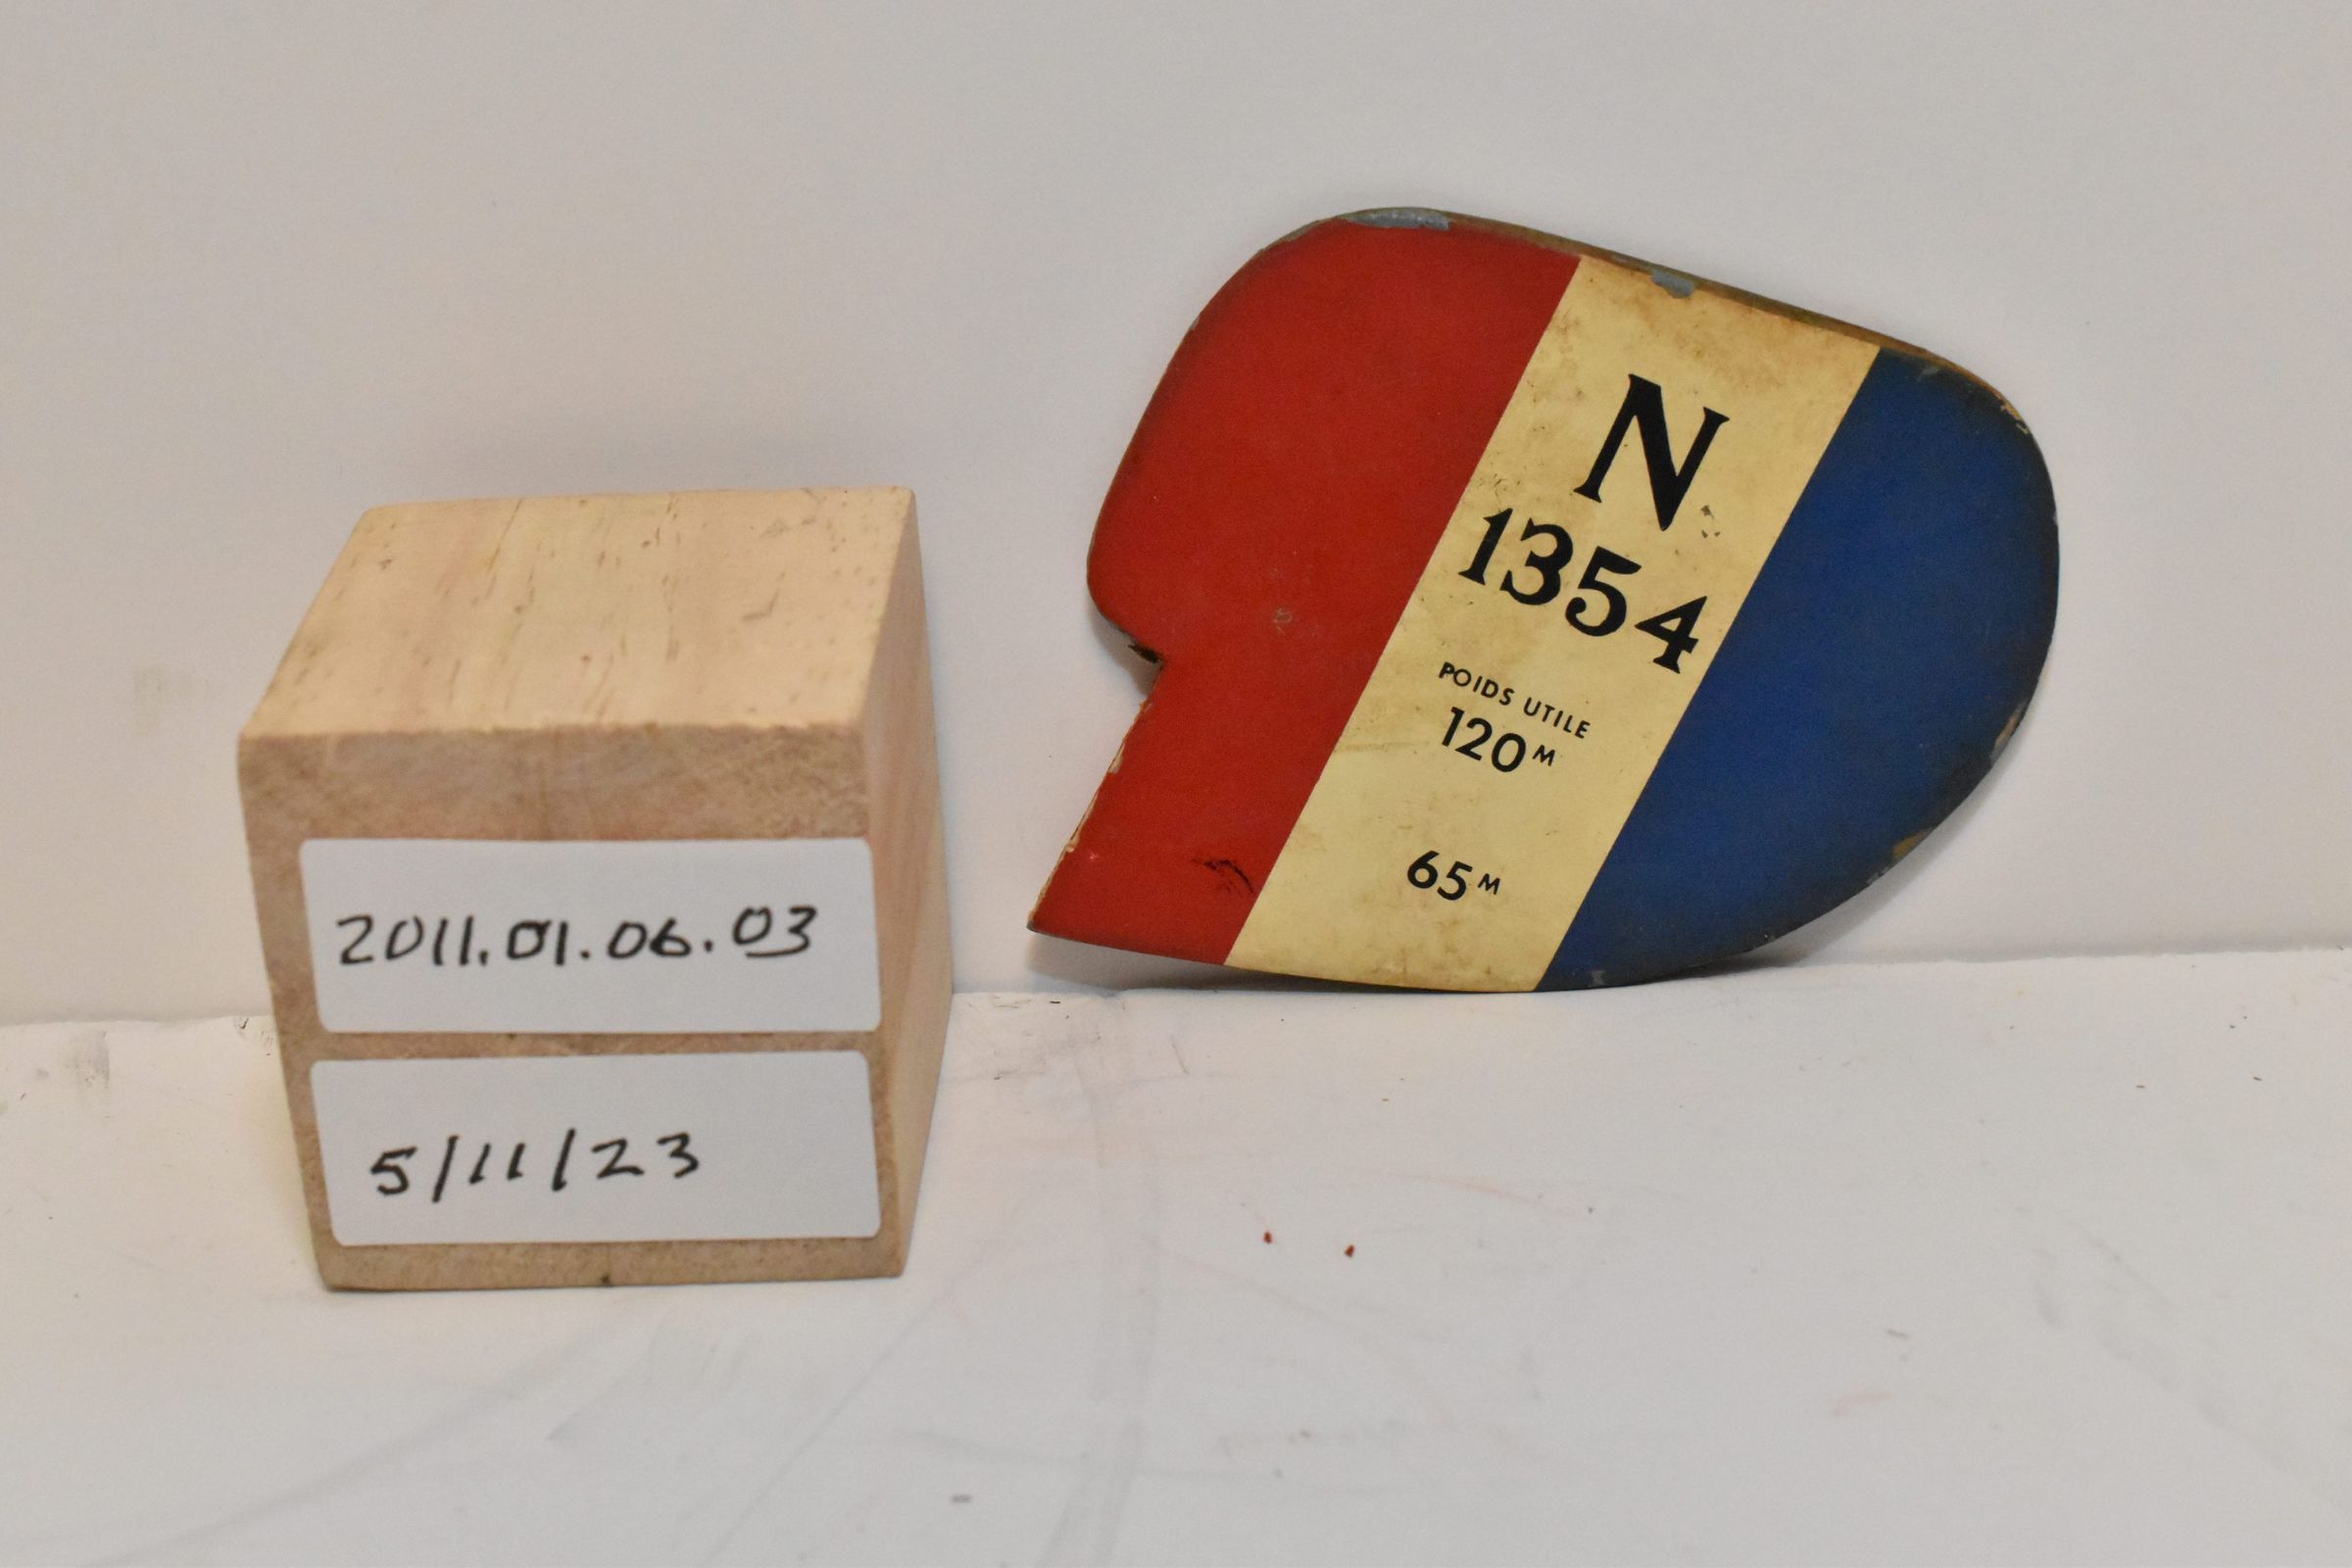 2011.01.06.03
5/11/23
N
1354
POIDS UTILE
120M
65M